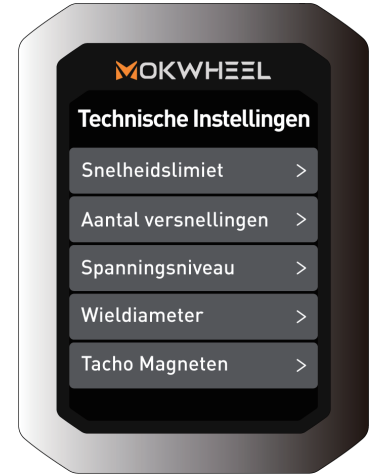 MOKWHEEL
Technische Instellingen
Snelheidslimiet >
Aantal versnellingen >
Spanningsniveau >
Wieldiameter >
Tacho Magneten >